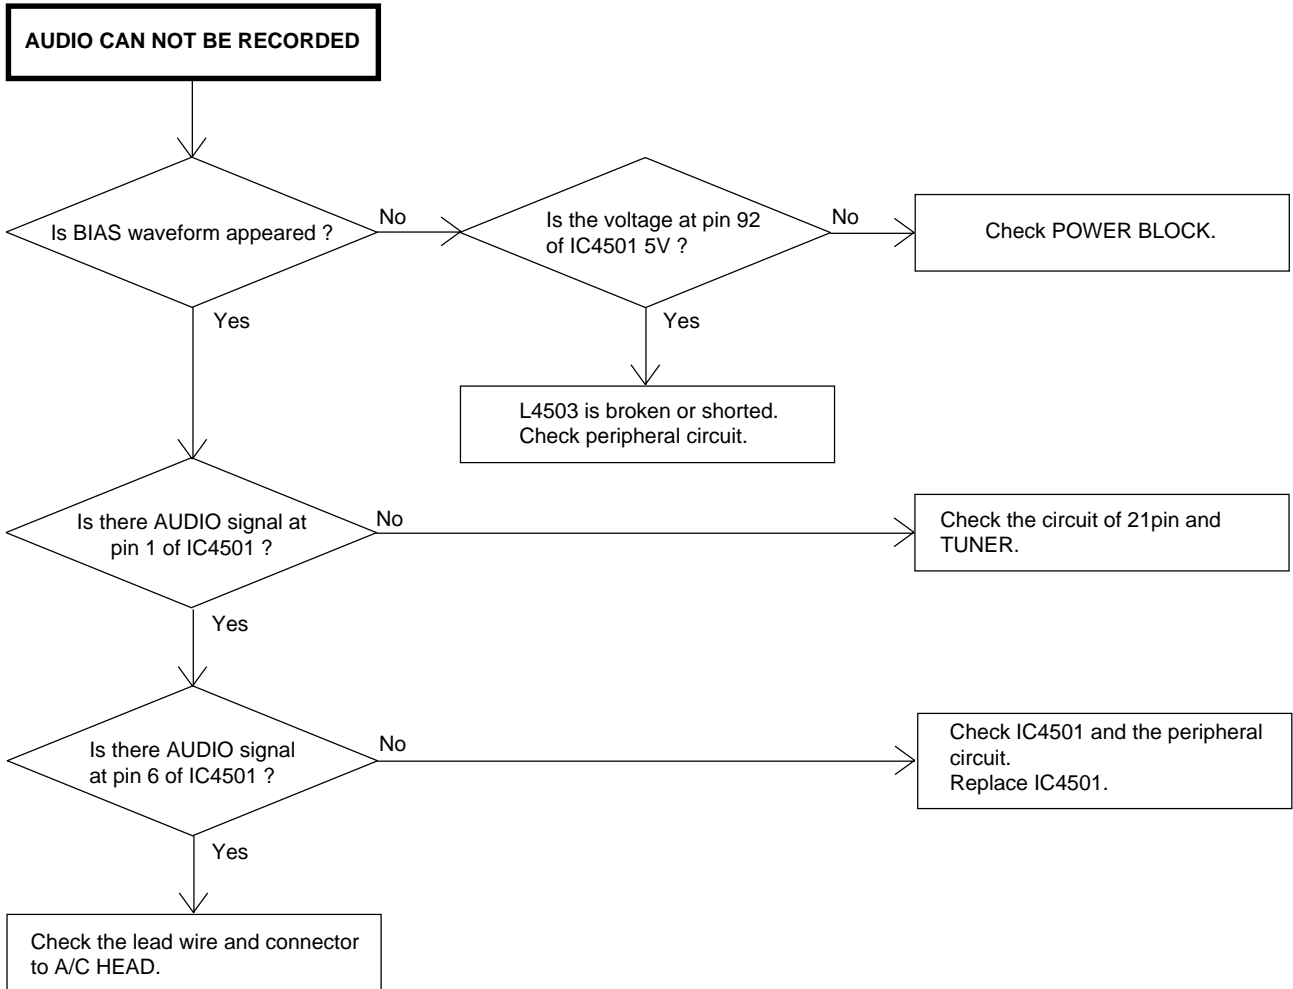 AUDIO CAN NOT BE RECORDED
Is BIAS waveform appeared ?
No
Is the voltage at pin 92
of IC4501 5V ?
No
Check POWER BLOCK.
Yes
Yes
L4503 is broken or shorted.
Check peripheral circuit.
Is there AUDIO signal at
pin 1 of IC4501 ?
No
Check the circuit of 21pin and
TUNER.
Yes
Is there AUDIO signal
at pin 6 of IC4501 ?
No
Check IC4501 and the peripheral
circuit.
Replace IC4501.
Yes
Check the lead wire and connector
to A/C HEAD.